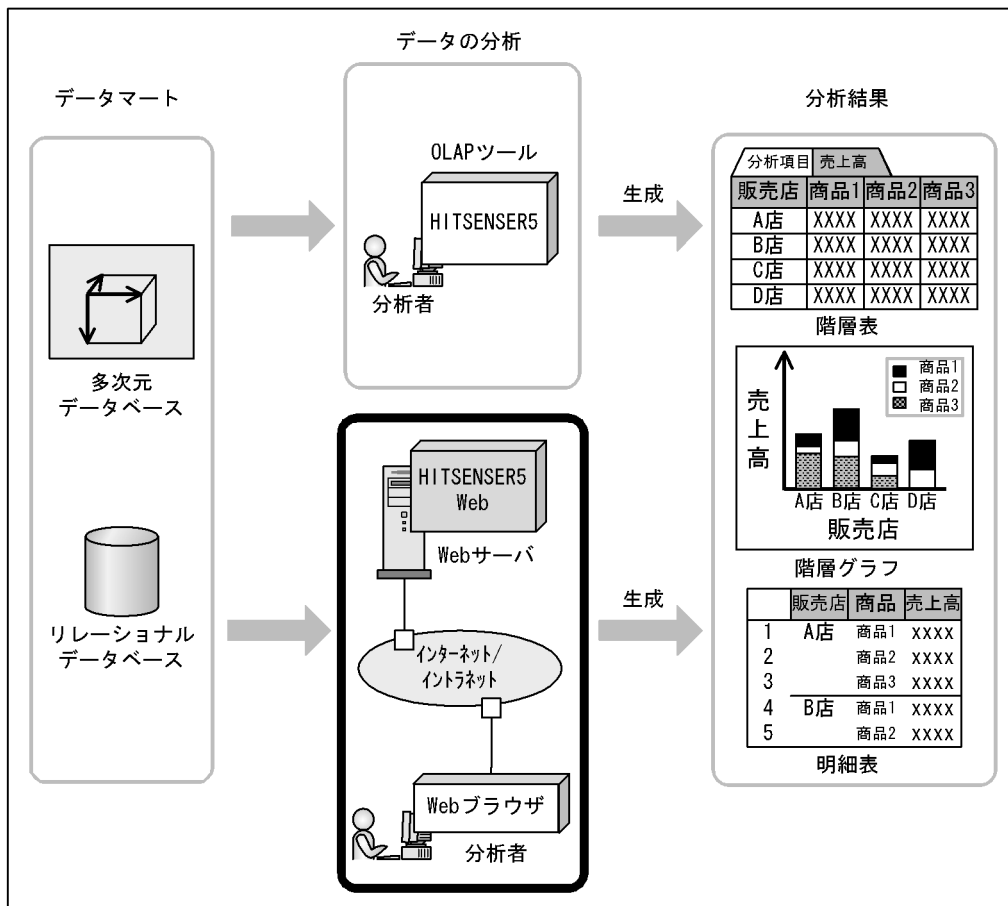 データマート
多次元
データベース
リレーショナル
データベース
データの分析
OLAPツール
HITSENSER5
分析者
HITSENSER5
Web
Webサーバ
インターネット/
イントラネット
Webブラウザ
分析者
生成
生成
分析結果
分析項目 売上高
販売店 商品1 商品2 商品3
A店 XXXX XXXX XXXX
B店 XXXX XXXX XXXX
C店 XXXX XXXX XXXX
D店 XXXX XXXX XXXX
階層表
商品1
商品2
商品3
売上高
A店 B店 C店 D店
販売店
階層グラフ
販売店 商品 売上高
1 A店 商品1 XXXX
2 商品2 XXXX
3 商品3 XXXX
4 B店 商品1 XXXX
5 商品2 XXXX
明細表